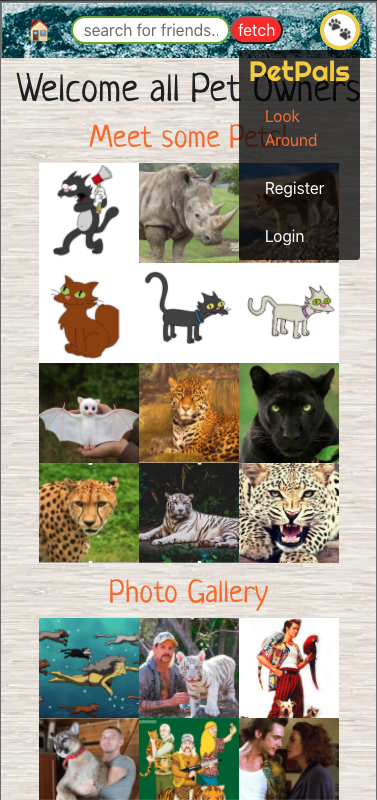 search for friends..
fetch
PetPals
Welcome all Pet Owners
Look
Around
Meet some Pets!
Register
Login
Photo Gallery